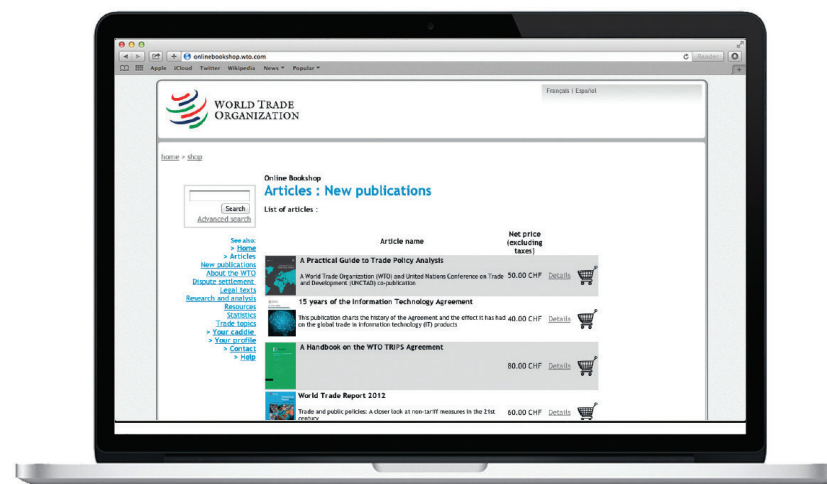 onlinebookshop.wto.com
Reader
Apple iCloud Twitter Wikipedia News Popular
WORLD TRADE
ORGANIZATION
Français | Español
home > shop
Online Bookshop
Articles : New publications
List of articles :
Search
Advanced search
See also:
> Home
> Articles
New publications
About the WTO
Dispute settlement
Legal texts
Research and analysis
Resources
Statistics
Trade topics
> Your caddie
> Your profile
> Contact
> Help
Article name
Net price
(excluding
taxes)
A Practical Guide to Trade Policy Analysis
A World Trade Organization (WTO) and United Nations Conference on Trade
and Development (UNCTAD) co-publication
50.00 CHF Details
15 years of the Information Technology Agreement
This publication charts the history of the Agreement and the effect it has had
on the global trade in information technology (IT) products
40.00 CHF Details
A Handbook on the WTO TRIPS Agreement
80.00 CHF Details
World Trade Report 2012
Trade and public policies: A closer look at non-tariff measures in the 21st
century
60.00 CHF Details